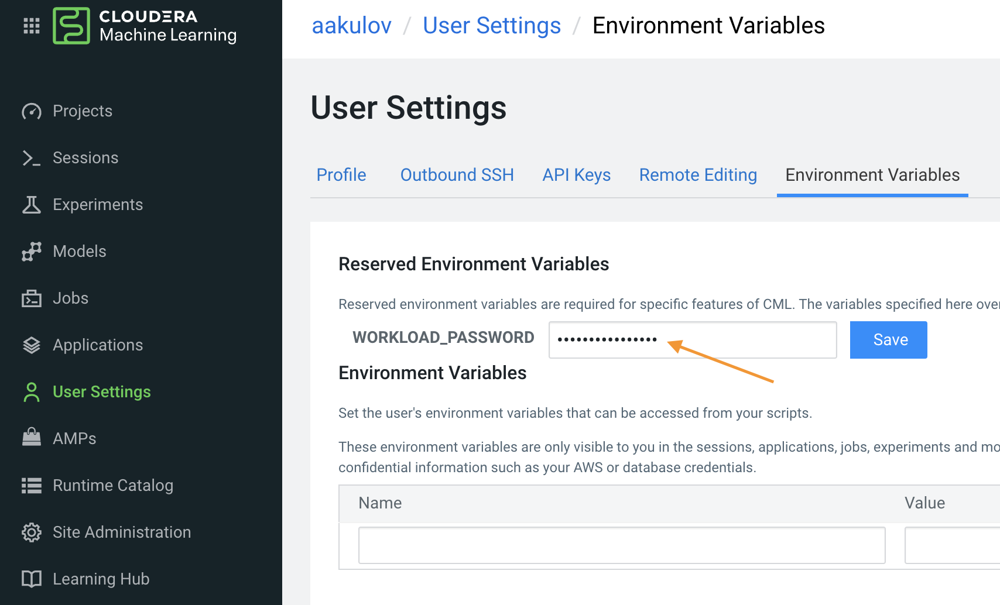 CLOUDERA
Machine Learning
Projects
Sessions
Experiments
Models
Jobs
Applications
User Settings
AMPs
Runtime Catalog
Site Administration
Learning Hub
aakulov / User Settings / Environment Variables
User Settings
Profile Outbound SSH API Keys Remote Editing Environment Variables
Reserved Environment Variables
Reserved environment variables are required for specific features of CML. The variables specified here
WORKLOAD_PASSWORD •••••••••••••••• Save
Environment Variables
Set the user's environment variables that can be accessed from your scripts.
These environment variables are only visible to you in the sessions, applications, jobs, experiments and
confidential information such as your AWS or database credentials.
Name Value